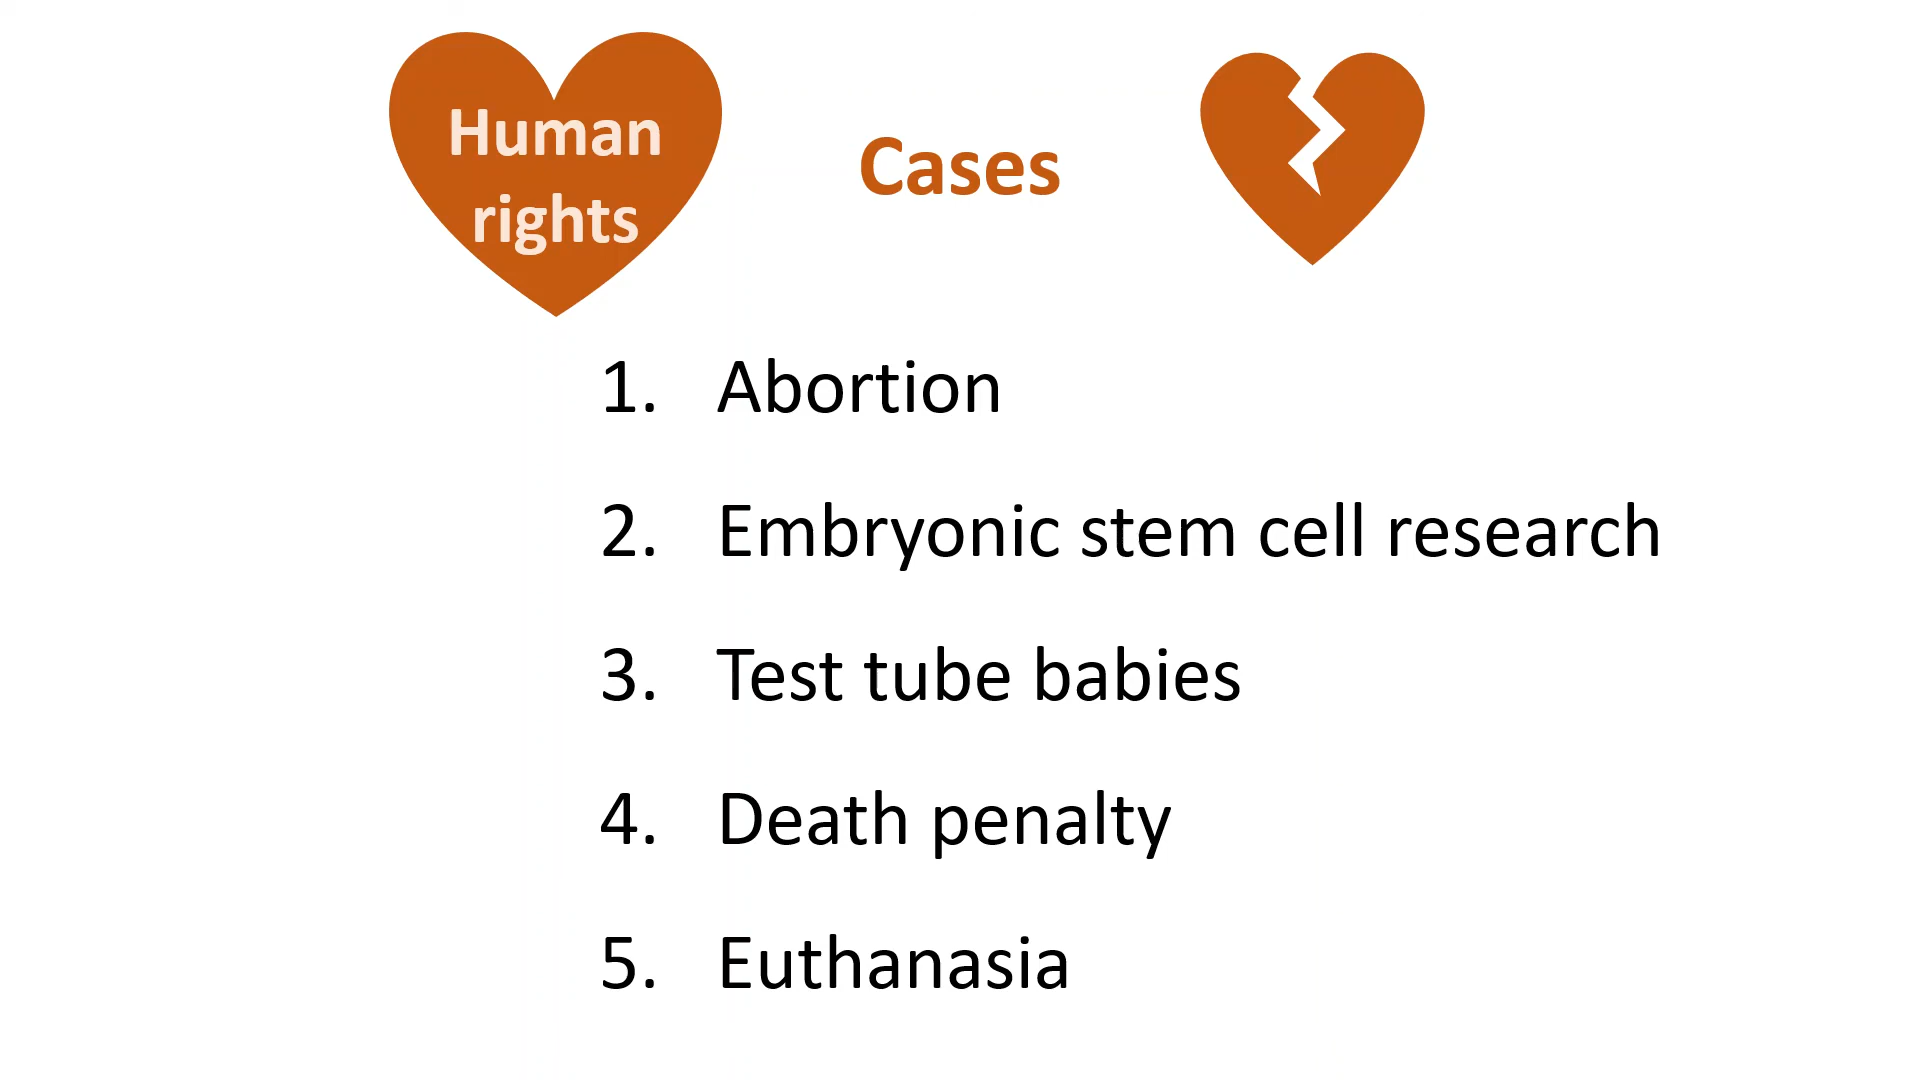 Human
rights
Cases
1. Abortion
2. Embryonic stem cell research
3. Test tube babies
4. Death penalty
5. Euthanasia